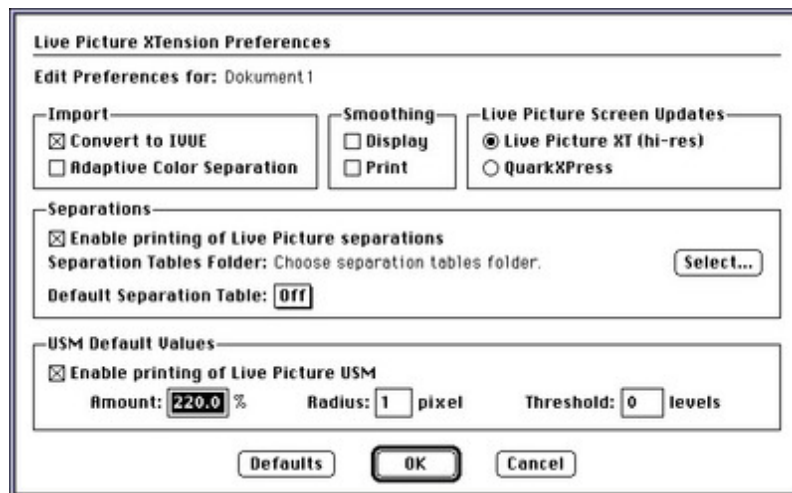 Live Picture XTension Preferences
Edit Preferences for: Dokument1
Import
Convert to IVUE
Adaptive Color Separation
Smoothing
Display
Print
Live Picture Screen Updates
Live Picture XT (hi-res)
QuarkXPress
Separations
Enable printing of Live Picture separations
Separation Tables Folder: Choose separation tables folder.
Select...
Default Separation Table: Off
USM Default Values
Enable printing of Live Picture USM
Amount: 220.0 % Radius: 1 pixel Threshold: 0 levels
Defaults OK Cancel